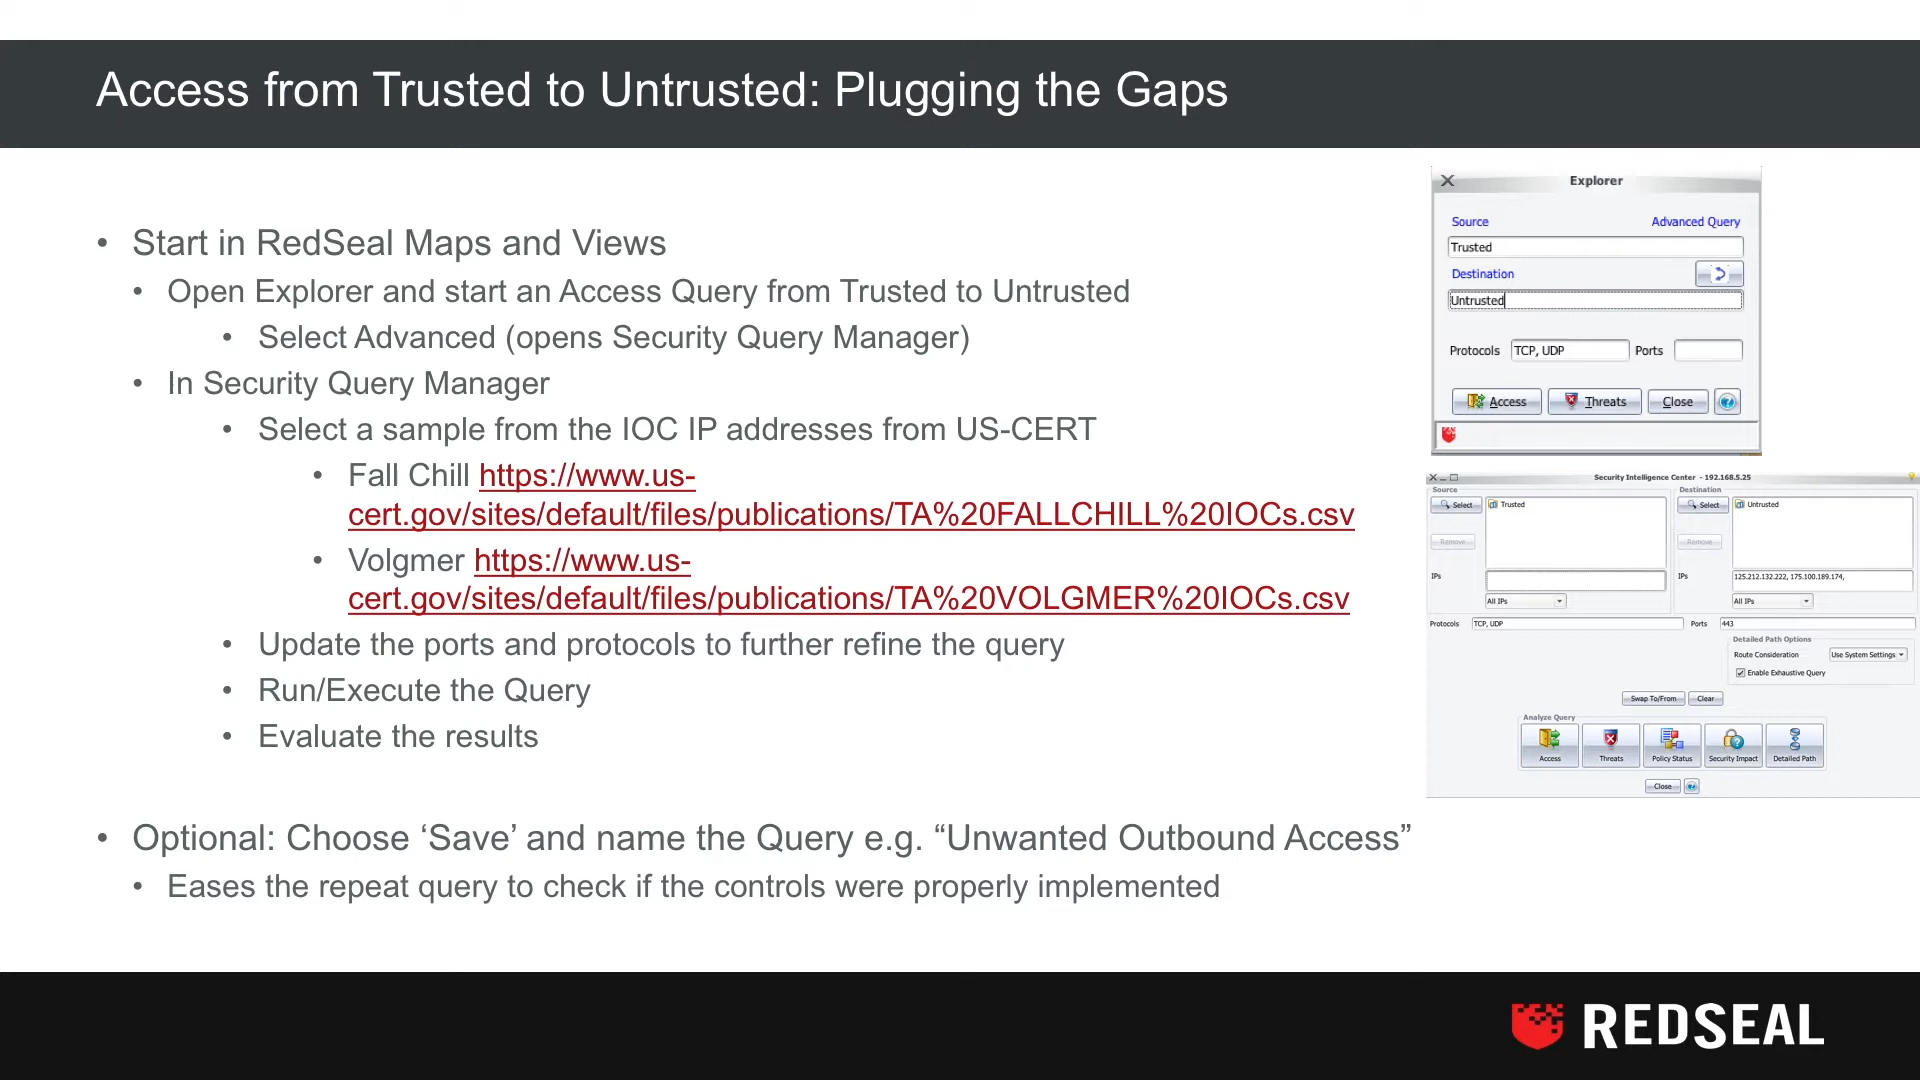 Access from Trusted to Untrusted: Plugging the Gaps
• Start in RedSeal Maps and Views
• Open Explorer and start an Access Query from Trusted to Untrusted
• Select Advanced (opens Security Query Manager)
• In Security Query Manager
• Select a sample from the IOC IP addresses from US-CERT
• Fall Chill https://www.us-
cert.gov/sites/default/files/publications/TA%20FALLCHILL%20IOCs.csv
• Volgmer https://www.us-
cert.gov/sites/default/files/publications/TA%20VOLGMER%20IOCs.csv
• Update the ports and protocols to further refine the query
• Run/Execute the Query
• Evaluate the results
• Optional: Choose ‘Save’ and name the Query e.g. “Unwanted Outbound Access”
• Eases the repeat query to check if the controls were properly implemented
Explorer
Source Advanced Query
Trusted
Destination
Untrusted
Protocols TCP, UDP Ports
Access Threats Close
Security Intelligence Center - 192.168.5.25
Source Destination
Select Trusted Select Untrusted
Remove Remove
IPs IPs 125.212.132.222, 175.100.189.174,
All IPs All IPs
Protocols TCP, UDP Ports 443
Detailed Path Options
Route Consideration Use System Settings
Enable Exhaustive Query
Swap To/From Clear
Analyze Query
Access Threats Policy Status Security Impact Detailed Path
Close
REDSEAL